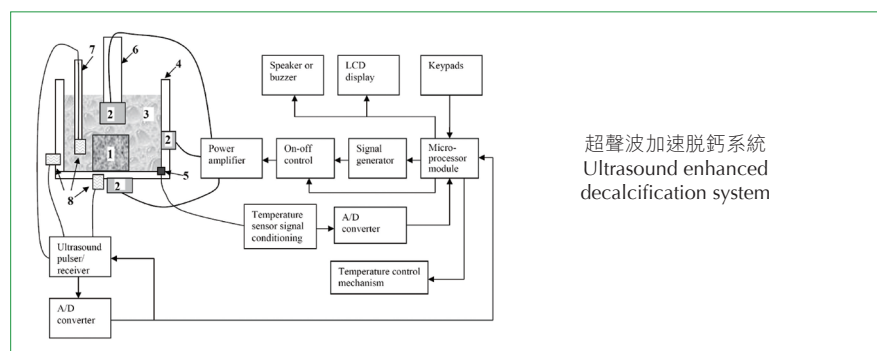 7
6
4
2
3
2
1
8
2
5
Speaker or
buzzer
LCD
display
Keypads
Power
amplifier
On-off
control
Signal
generator
Micro-
processor
module
Temperature
sensor signal
conditioning
A/D
converter
Temperature control
mechanism
Ultrasound
pulser/
receiver
A/D
converter
超聲波加速脱鈣系統
Ultrasound enhanced
decalcification system